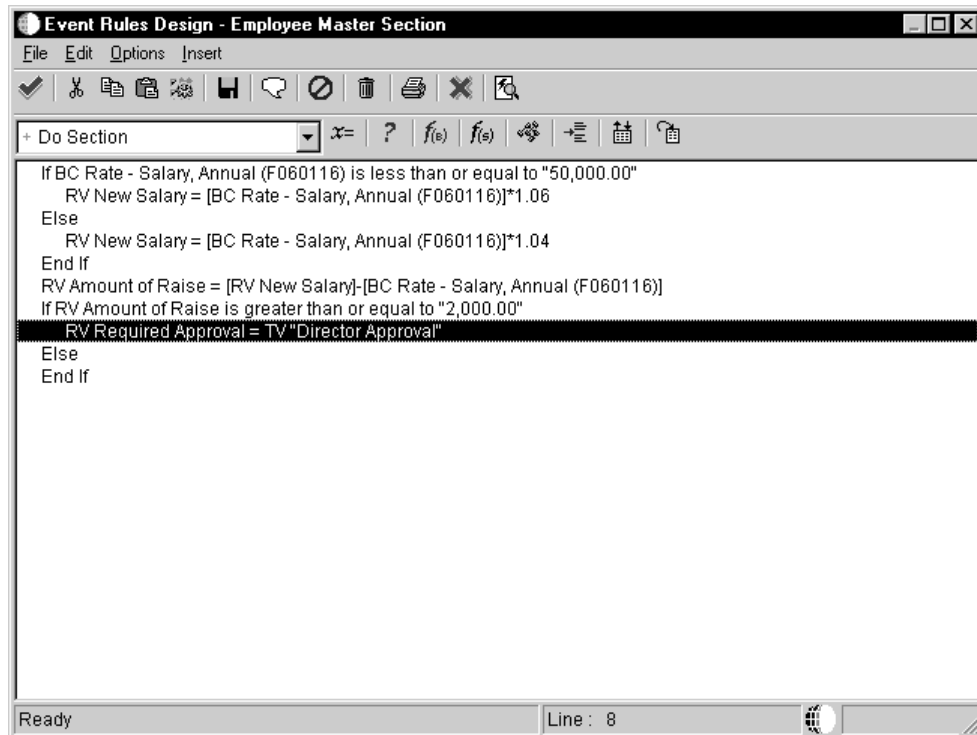 Event Rules Design - Employee Master Section
File Edit Options Insert
+ Do Section
x= ? f(B) f(s)
If BC Rate - Salary, Annual (F060116) is less than or equal to "50,000.00"
RV New Salary = [BC Rate - Salary, Annual (F060116)]*1.06
Else
RV New Salary = [BC Rate - Salary, Annual (F060116)]*1.04
End If
RV Amount of Raise = [RV New Salary]-[BC Rate - Salary, Annual (F060116)]
If RV Amount of Raise is greater than or equal to "2,000.00"
RV Required Approval = TV "Director Approval"
Else
End If
Ready
Line : 8